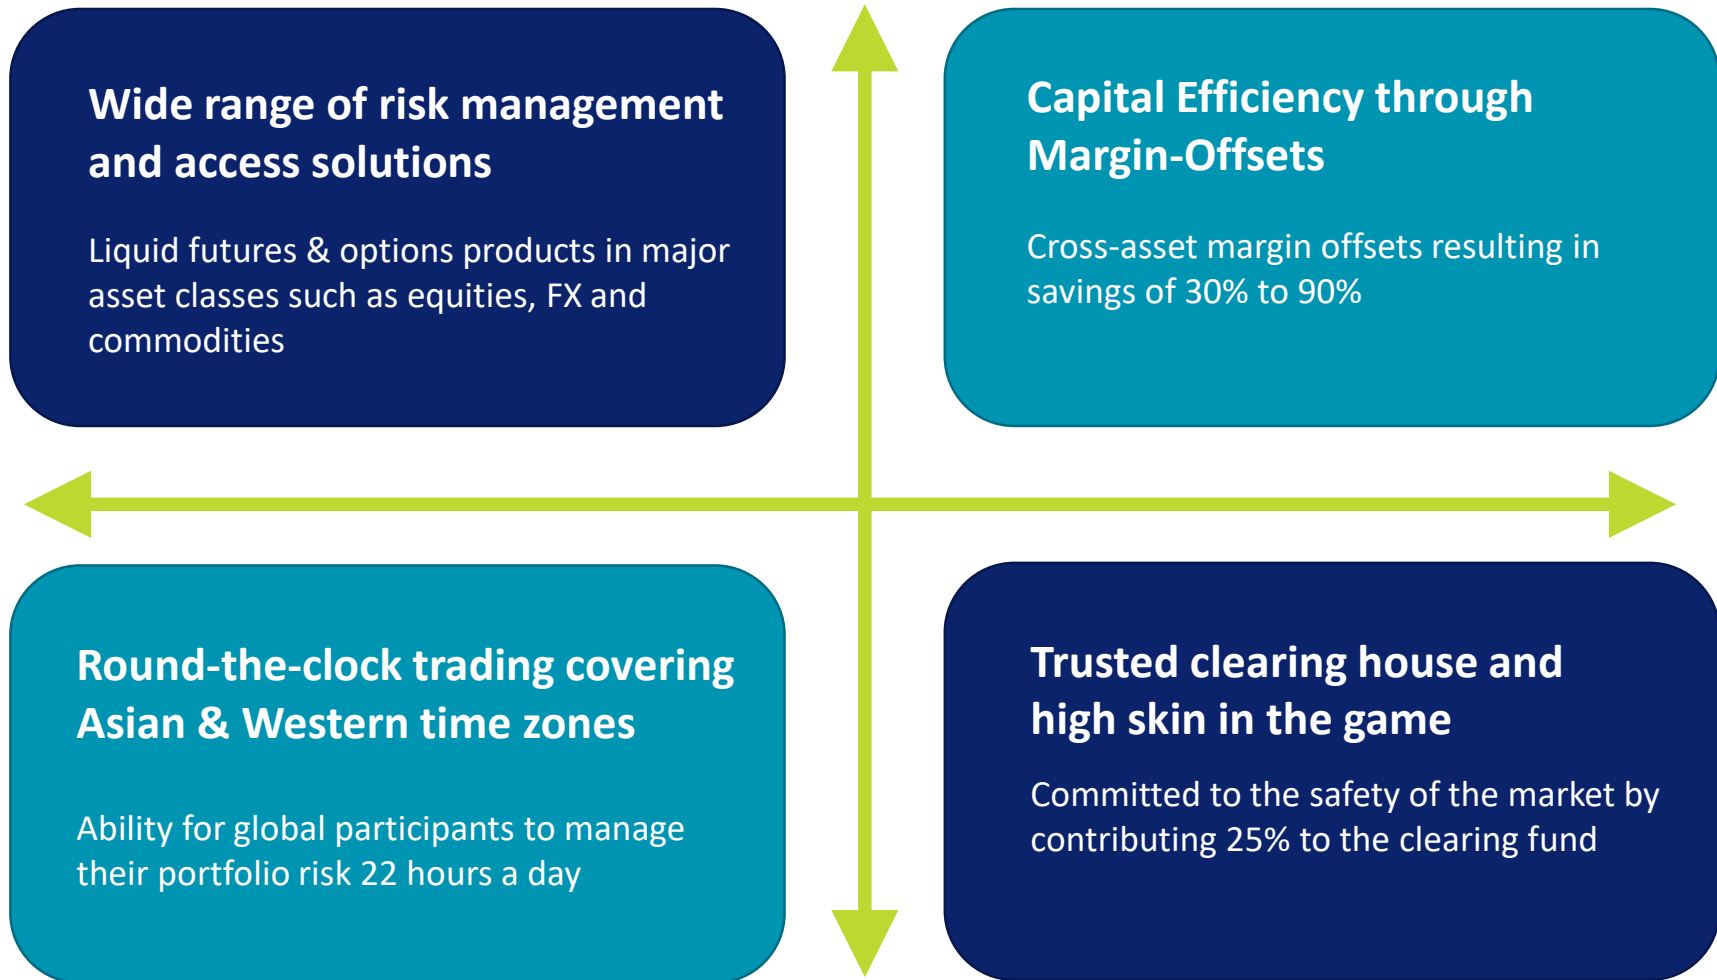 Wide range of risk management
and access solutions
Liquid futures & options products in major
asset classes such as equities, FX and
commodities
Capital Efficiency through
Margin-Offsets
Cross-asset margin offsets resulting in
savings of 30% to 90%
Round-the-clock trading covering
Asian & Western time zones
Ability for global participants to manage
their portfolio risk 22 hours a day
Trusted clearing house and
high skin in the game
Committed to the safety of the market by
contributing 25% to the clearing fund